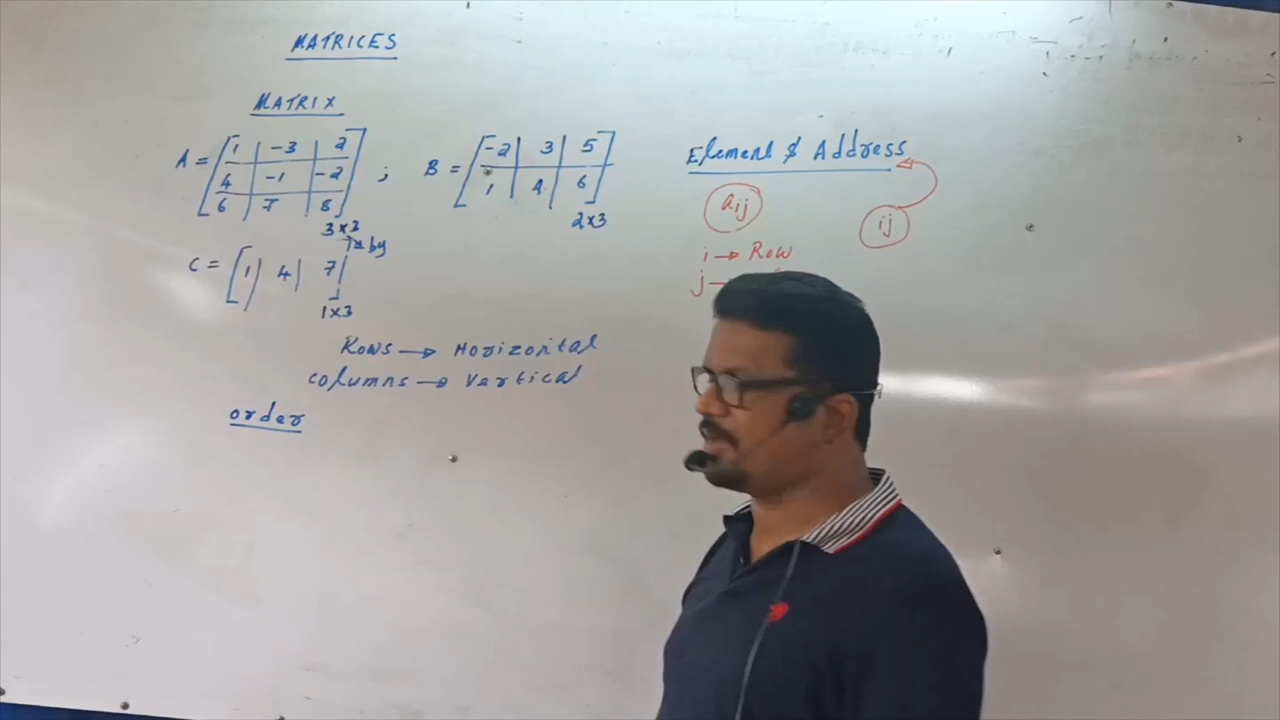 MATRICES
MATRIX
A = [ 1 | -3 | 2 ]
4 | -1 | -2
6 | 7 | 8
3x3
→ by
; B = [ -2 | 3 | 5 ]
1 | 4 | 6
2x3
C = [ 1 | 4 | 7 ]
1x3
Rows → Horizontal
columns → Vertical
order
Element & Address
aij
ij
i → Row
j →